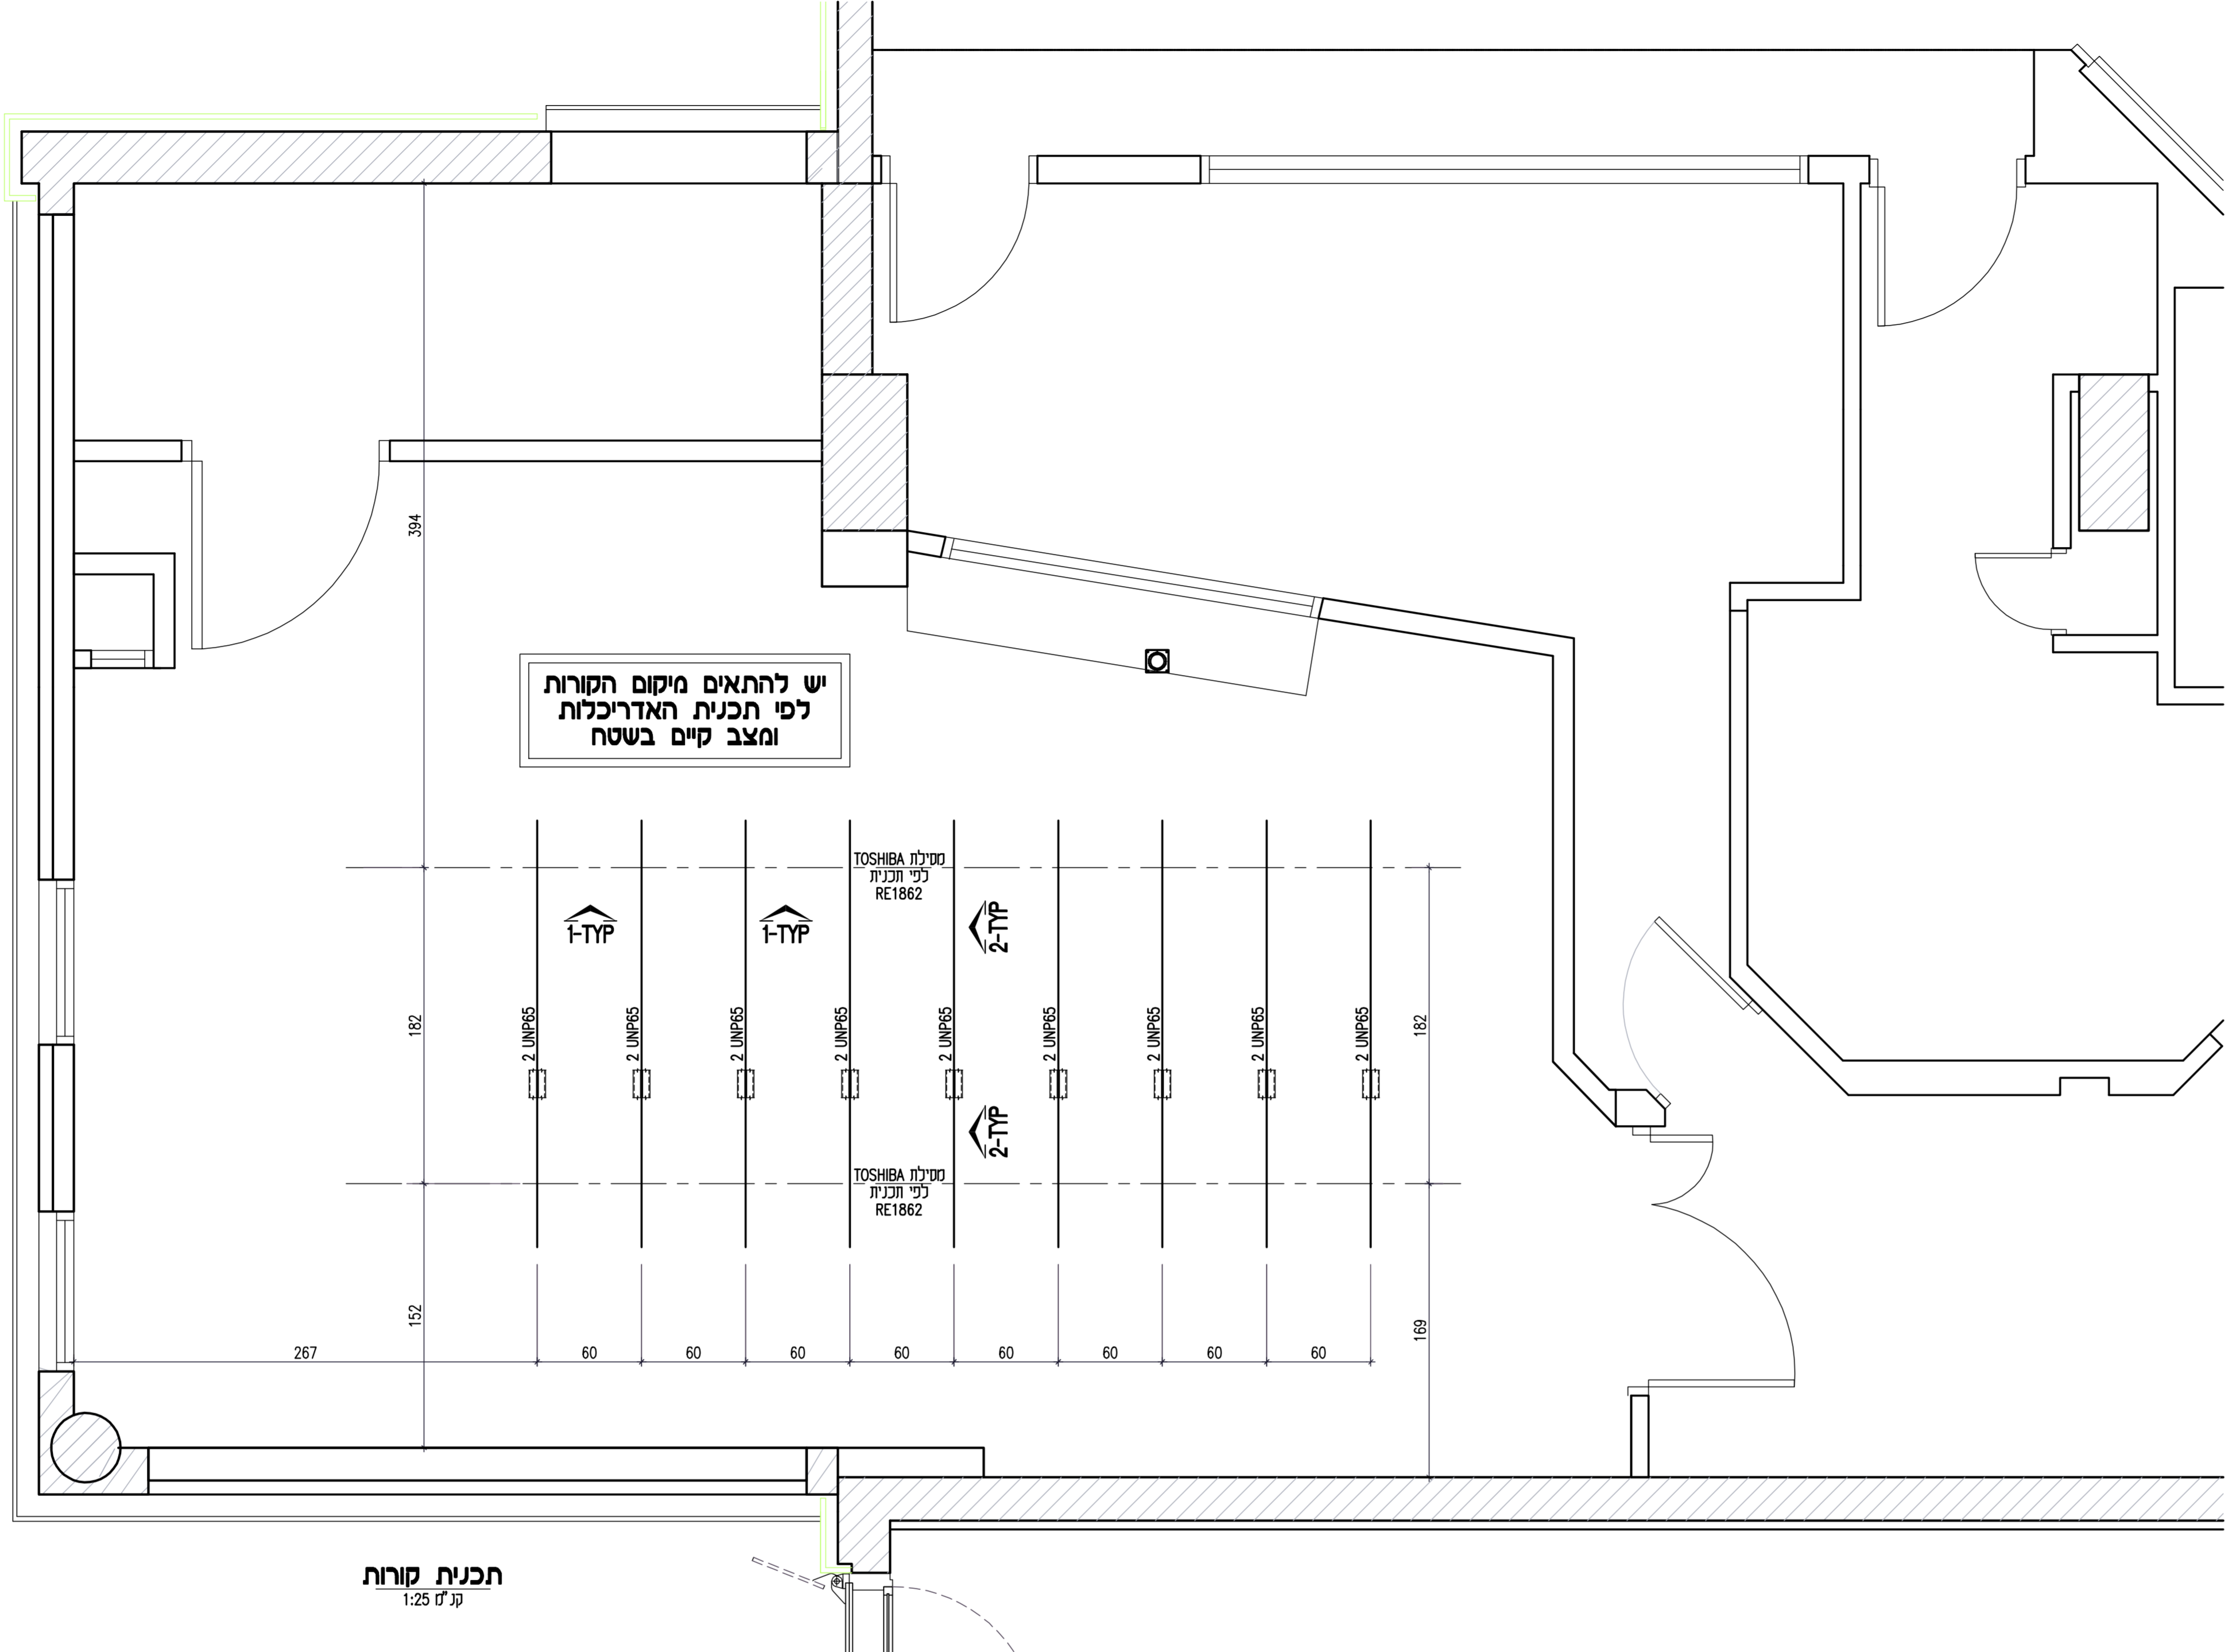 394
יש להתאים מיקום הקורות
לפי תכנית האדריכלות
ומצב קיים בשטח
מסילת TOSHIBA
לפי תכנית
RE1862
1-TYP
1-TYP
2-TYP
182
2 UNP65
2 UNP65
2 UNP65
2 UNP65
2 UNP65
2 UNP65
2 UNP65
2 UNP65
2 UNP65
182
2-TYP
מסילת TOSHIBA
לפי תכנית
RE1862
152
169
267
60
60
60
60
60
60
60
60
תכנית קורות
קנ"מ 1:25